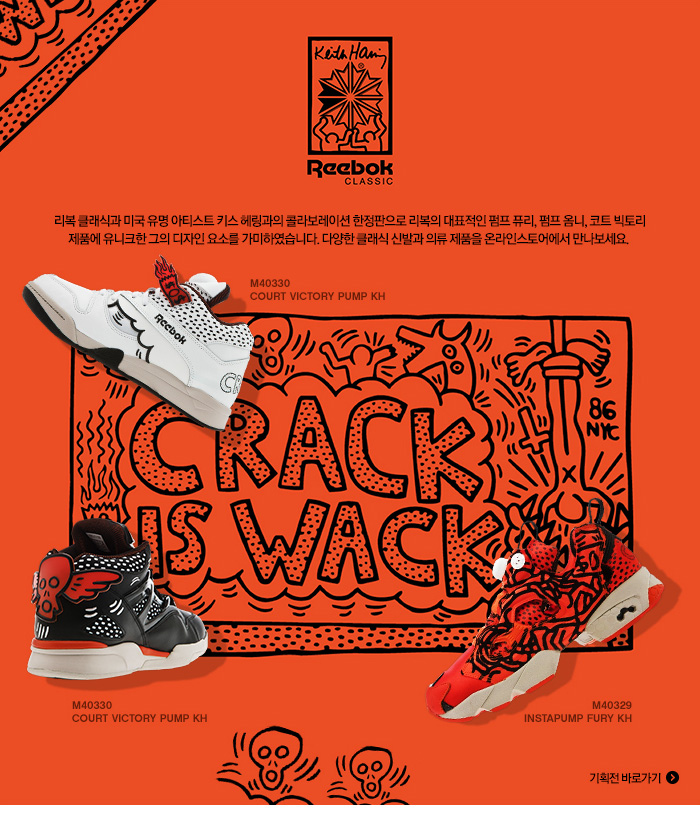 Keith Haring
Reebok
CLASSIC
리복 클래식과 미국 유명 아티스트 키스 헤링과의 콜라보레이션 한정판으로 리복의 대표적인 펌프 퓨리, 펌프 옴니, 코트 빅토리
제품에 유니크한 그의 디자인 요소를 가미하였습니다. 다양한 클래식 신발과 의류 제품을 온라인스토어에서 만나보세요.
M40330
COURT VICTORY PUMP KH
SOS
Reebok
CR
86
NYC
CRACK
IS WACK
X
M40330
COURT VICTORY PUMP KH
M40329
INSTAPUMP FURY KH
기획전 바로가기